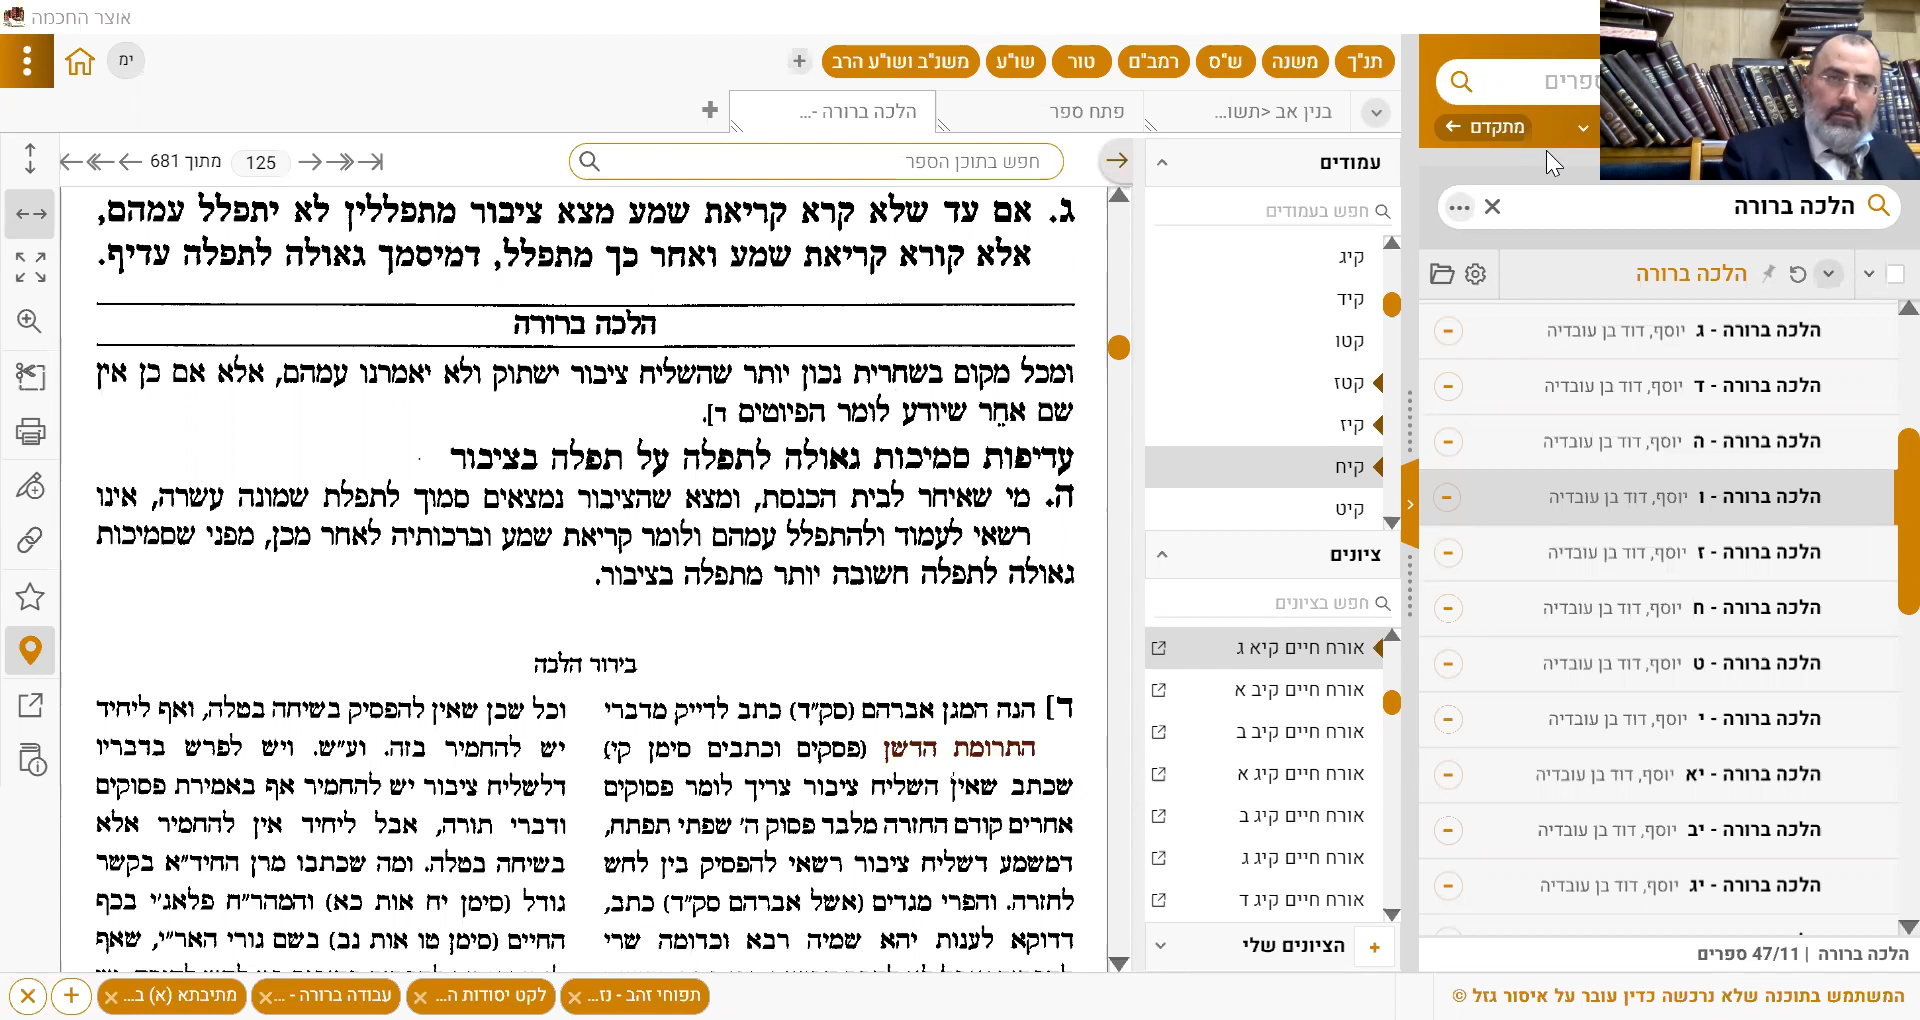 אוצר החכמה
ימ
תנ"ך
משנה
ש"ס
רמב"ם
טור
שו"ע
משנ"ב ושו"ע הרב
ספרים
מתקדם
בנין אב <תשו...
פתח ספר
הלכה ברורה -...
125 מתוך 681
חפש בתוכן הספר
ג. אם עד שלא קרא קריאת שמע מצא ציבור מתפללין לא יתפלל עמהם,
אלא קורא קריאת שמע ואחר כך מתפלל, דמיסמך גאולה לתפלה עדיף.
הלכה ברורה
ומכל מקום בשחרית נכון יותר שהשליח ציבור ישתוק ולא יאמרנו עמהם, אלא אם כן אין
שם אחר שיודע לומר הפיוטים ד].
עדיפות סמיכות גאולה לתפלה על תפלה בציבור
ה. מי שאיחר לבית הכנסת, ומצא שהציבור נמצאים סמוך לתפלת שמונה עשרה, אינו
רשאי לעמוד ולהתפלל עמהם ולומר קריאת שמע וברכותיה לאחר מכן, מפני שסמיכות
גאולה לתפלה חשובה יותר מתפלה בציבור.
בירור הלכה
ד] הנה המגן אברהם (סק"ד) כתב לדייק מדברי
התרומת הדשן (פסקים וכתבים סימן קי)
שכתב שאין השליח ציבור צריך לומר פסוקים
אחרים קודם החזרה מלבד פסוק ה' שפתי תפתח,
דמשמע דשליח ציבור רשאי להפסיק בין לחש
לחזרה. והפרי מגדים (אשל אברהם סק"ד) כתב,
דדוקא לענות יהא שמיה רבא וכדומה שרי
וכל שכן שאין להפסיק בשיחה בטלה, ואף ליחיד
יש להחמיר בזה. וע"ש. ויש לפרש בדבריו
דלשליח ציבור יש להחמיר אף באמירת פסוקים
ודברי תורה, אבל ליחיד אין להחמיר אלא
בשיחה בטלה. ומה שכתבו מרן החיד"א בקשר
גודל (סימן יח אות כא) והמהר"ח פלאג'י בכף
החיים (סימן טו אות נב) בשם גורי האר"י, שאף
עמודים
חפש בעמודים
קיג
קיד
קטו
קטז
קיז
קיח
קיט
ציונים
חפש בציונים
אורח חיים קיא ג
אורח חיים קיב א
אורח חיים קיב ב
אורח חיים קיג א
אורח חיים קיג ב
אורח חיים קיג ג
אורח חיים קיג ד
הציונים שלי
הלכה ברורה
הלכה ברורה
הלכה ברורה - ג יוסף, דוד בן עובדיה
הלכה ברורה - ד יוסף, דוד בן עובדיה
הלכה ברורה - ה יוסף, דוד בן עובדיה
הלכה ברורה - ו יוסף, דוד בן עובדיה
הלכה ברורה - ז יוסף, דוד בן עובדיה
הלכה ברורה - ח יוסף, דוד בן עובדיה
הלכה ברורה - ט יוסף, דוד בן עובדיה
הלכה ברורה - י יוסף, דוד בן עובדיה
הלכה ברורה - יא יוסף, דוד בן עובדיה
הלכה ברורה - יב יוסף, דוד בן עובדיה
הלכה ברורה - יג יוסף, דוד בן עובדיה
הלכה ברורה | 47/11 ספרים
המשתמש בתוכנה שלא נרכשה כדין עובר על איסור גזל ©
תפוחי זהב - נז...
לקט יסודות ה...
עבודה ברורה - ...
מתיבתא (א) ב...